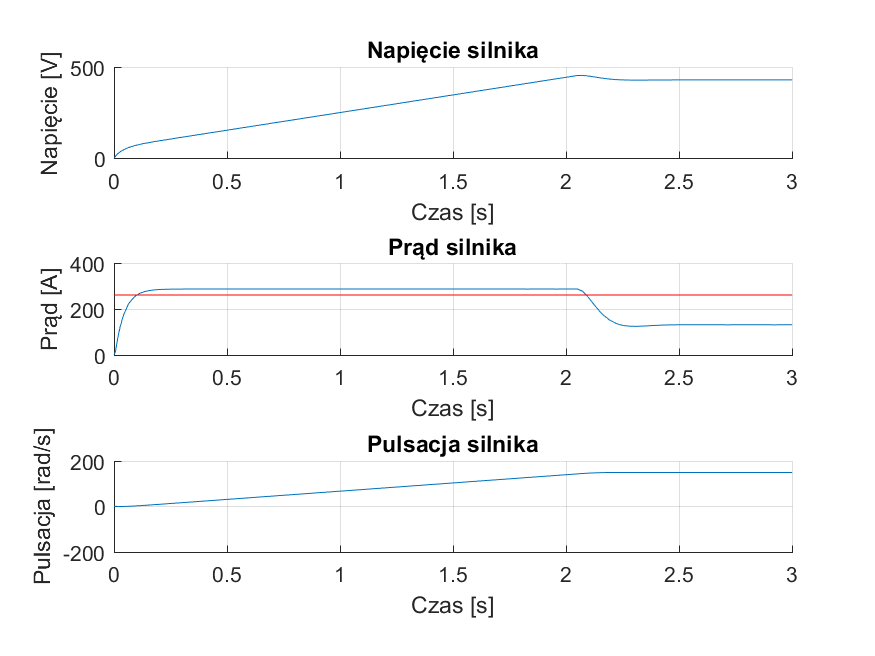 Napięcie silnika
Napięcie [V]
500
0
0 0.5 1 1.5 2 2.5 3
Czas [s]
Prąd silnika
Prąd [A]
400
200
0
0 0.5 1 1.5 2 2.5 3
Czas [s]
Pulsacja silnika
Pulsacja [rad/s]
200
0
-200
0 0.5 1 1.5 2 2.5 3
Czas [s]